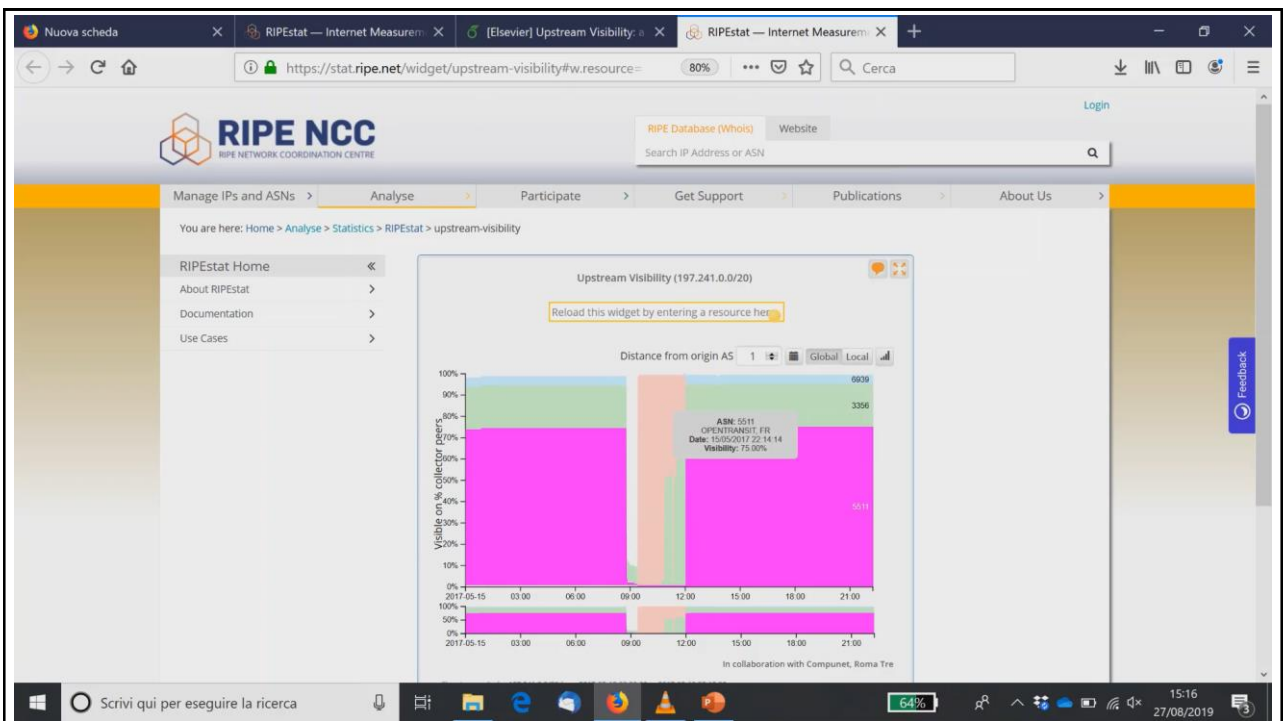 Nuova scheda
RIPEstat — Internet Measurem
[Elsevier] Upstream Visibility: a
RIPEstat — Internet Measurem
https://stat.ripe.net/widget/upstream-visibility#w.resource=
80%
Cerca
Login
RIPE NCC
RIPE NETWORK COORDINATION CENTRE
RIPE Database (Whois)
Website
Search IP Address or ASN
Manage IPs and ASNs >
Analyse >
Participate >
Get Support >
Publications >
About Us >
You are here: Home > Analyse > Statistics > RIPEstat > upstream-visibility
RIPEstat Home «
About RIPEstat >
Documentation >
Use Cases >
Upstream Visibility (197.241.0.0/20)
Reload this widget by entering a resource her
Distance from origin AS 1
Global Local
Visible on % collector peers
100%
90%
80%
70%
60%
50%
40%
30%
20%
10%
0%
6939
3356
5511
ASN: 5511
OPENTRANSIT, FR
Date: 15/05/2017 22:14:14
Visibility: 75.00%
2017-05-15 03:00 06:00 09:00 12:00 15:00 18:00 21:00
100%
50%
0%
2017-05-15 03:00 06:00 09:00 12:00 15:00 18:00 21:00
In collaboration with Compunet, Roma Tre
Feedback
Scrivi qui per eseguire la ricerca
64%
15:16
27/08/2019
3